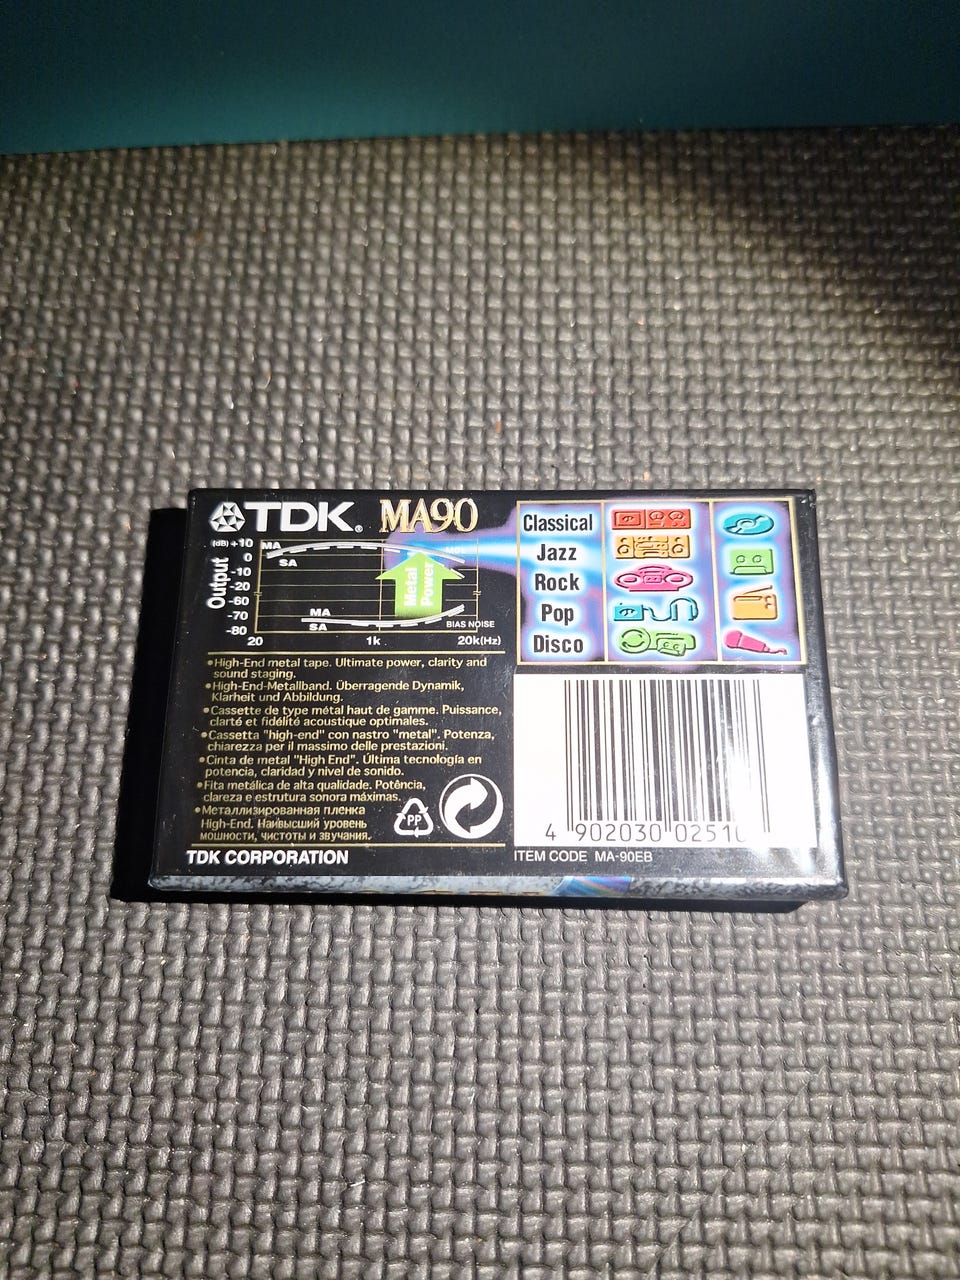 TDK® MA90
(dB) +10
0
-10
-20
-60
-70
-80
Output
MA
SA
MA
SA
Metal
Power
BIAS NOISE
20 1k 20k(Hz)
Classical
Jazz
Rock
Pop
Disco
•High-End metal tape. Ultimate power, clarity and
sound staging.
•High-End-Metallband. Überragende Dynamik,
Klarheit und Abbildung.
•Cassette de type métal haut de gamme. Puissance,
clarté et fidélité acoustique optimales.
•Cassetta "high-end" con nastro "metal". Potenza,
chiarezza per il massimo delle prestazioni.
•Cinta de metal "High End". Última tecnología en
potencia, claridad y nivel de sonido.
•Fita metálica de alta qualidade. Potência,
clareza e estrutura sonora máximas.
•Металлизированная пленка
High-End. Наивысший уровень
мошности, чистоты и звучания.
PP
TDK CORPORATION
4 902030
ITEM CODE MA-90EB